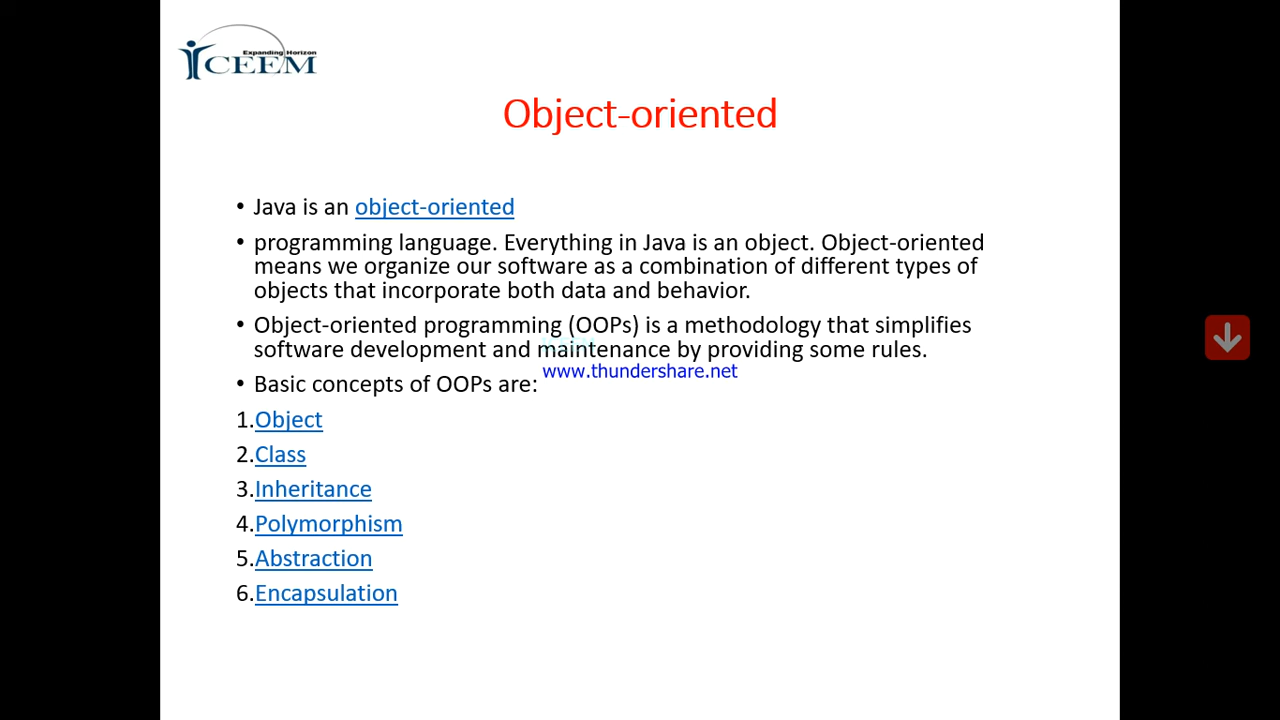 Expanding Horizon
ICEEM
Object-oriented
• Java is an object-oriented
• programming language. Everything in Java is an object. Object-oriented
means we organize our software as a combination of different types of
objects that incorporate both data and behavior.
• Object-oriented programming (OOPs) is a methodology that simplifies
software development and maintenance by providing some rules.
www.thundershare.net
• Basic concepts of OOPs are:
1.Object
2.Class
3.Inheritance
4.Polymorphism
5.Abstraction
6.Encapsulation